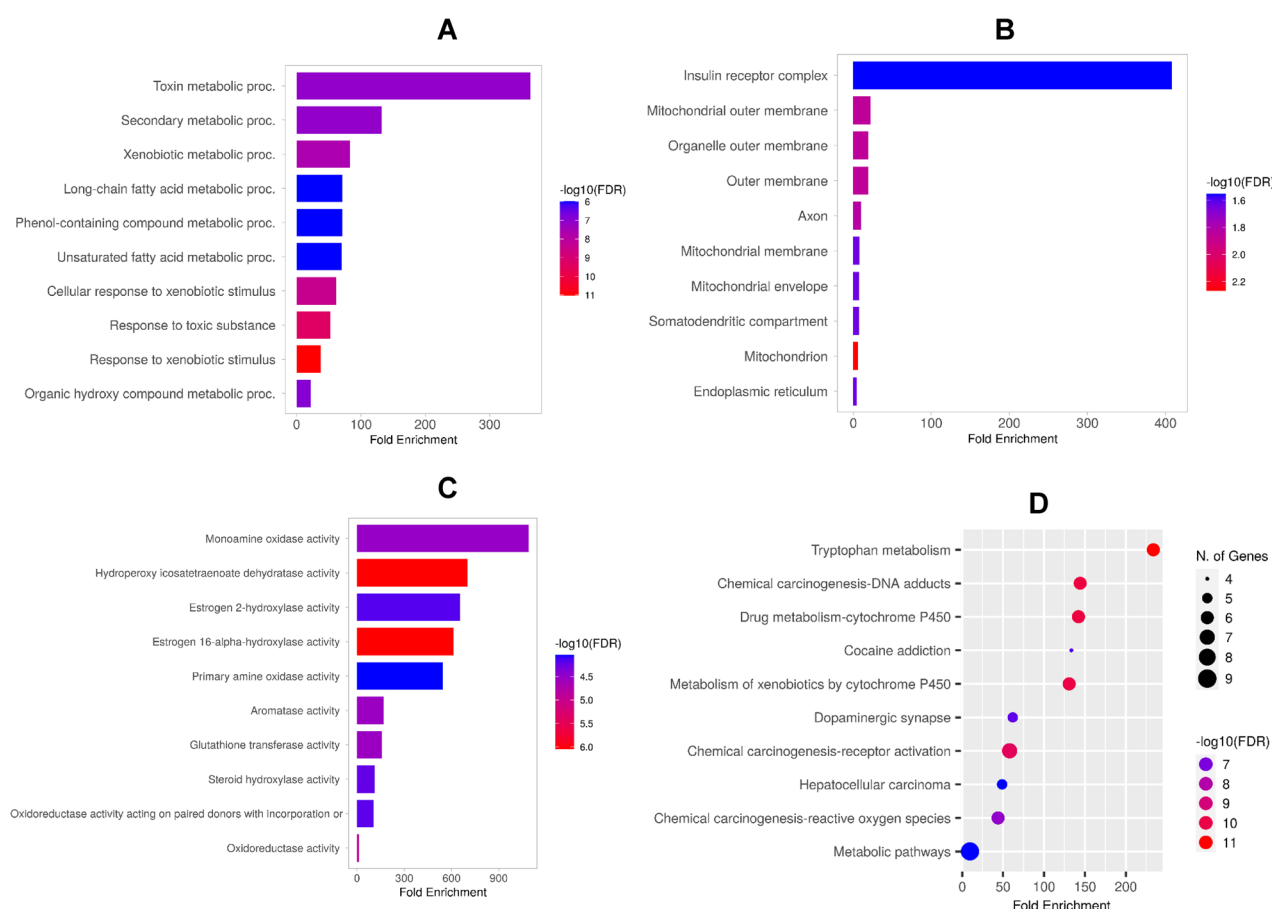 A
Toxin metabolic proc.
Secondary metabolic proc.
Xenobiotic metabolic proc.
Long-chain fatty acid metabolic proc.
Phenol-containing compound metabolic proc.
Unsaturated fatty acid metabolic proc.
Cellular response to xenobiotic stimulus
Response to toxic substance
Response to xenobiotic stimulus
Organic hydroxy compound metabolic proc.
0 100 200 300
Fold Enrichment
-log10(FDR)
6
7
8
9
10
11
B
Insulin receptor complex
Mitochondrial outer membrane
Organelle outer membrane
Outer membrane
Axon
Mitochondrial membrane
Mitochondrial envelope
Somatodendritic compartment
Mitochondrion
Endoplasmic reticulum
0 100 200 300 400
Fold Enrichment
-log10(FDR)
1.6
1.8
2.0
2.2
C
Monoamine oxidase activity
Hydroperoxy icosatetraenoate dehydratase activity
Estrogen 2-hydroxylase activity
Estrogen 16-alpha-hydroxylase activity
Primary amine oxidase activity
Aromatase activity
Glutathione transferase activity
Steroid hydroxylase activity
Oxidoreductase activity acting on paired donors with incorporation or
Oxidoreductase activity
0 300 600 900
Fold Enrichment
-log10(FDR)
4.5
5.0
5.5
6.0
D
Tryptophan metabolism
Chemical carcinogenesis-DNA adducts
Drug metabolism-cytochrome P450
Cocaine addiction
Metabolism of xenobiotics by cytochrome P450
Dopaminergic synapse
Chemical carcinogenesis-receptor activation
Hepatocellular carcinoma
Chemical carcinogenesis-reactive oxygen species
Metabolic pathways
0 50 100 150 200
Fold Enrichment
N. of Genes
4
5
6
7
8
9
-log10(FDR)
7
8
9
10
11